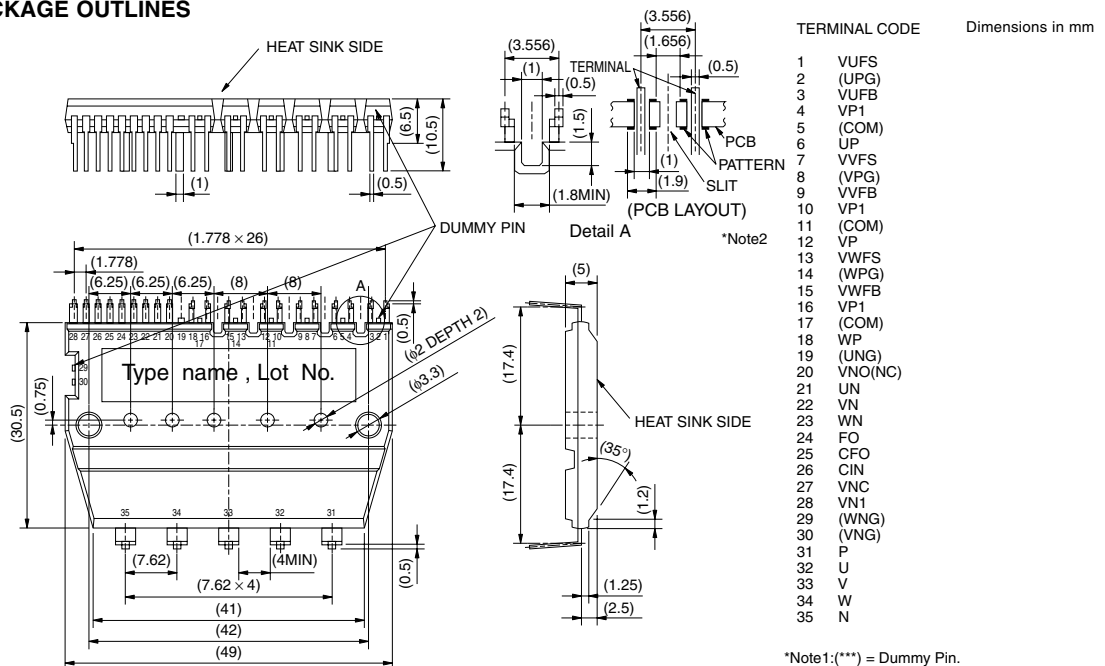 CKAGE OUTLINES
HEAT SINK SIDE
(6.5)
(10.5)
(1)
(0.5)
DUMMY PIN
(3.556)
(1)
(0.5)
(1.5)
(1.8MIN)
Detail A
(3.556)
(1.656)
TERMINAL
(0.5)
PCB
PATTERN
(1)
SLIT
(1.9)
(PCB LAYOUT)
*Note2
TERMINAL CODE
Dimensions in mm
1 VUFS
2 (UPG)
3 VUFB
4 VP1
5 (COM)
6 UP
7 VVFS
8 (VPG)
9 VVFB
10 VP1
11 (COM)
12 VP
13 VWFS
14 (WPG)
15 VWFB
16 VP1
17 (COM)
18 WP
19 (UNG)
20 VNO(NC)
21 UN
22 VN
23 WN
24 FO
25 CFO
26 CIN
27 VNC
28 VN1
29 (WNG)
30 (VNG)
31 P
32 U
33 V
34 W
35 N
(1.778 × 26)
(1.778)
(6.25) (6.25) (6.25) (8) (8)
A
(0.5)
28 27 26 25 24 23 22 21 20 19 18 16 15 13 12 10 9 8 7 6 5 4 3 2 1
17 14 11
29
30
Type name , Lot No.
(ϕ2 DEPTH 2)
(ϕ3.3)
(0.75)
(30.5)
35 34 33 32 31
(7.62)
(4MIN)
(0.5)
(7.62 × 4)
(41)
(42)
(49)
(5)
(17.4)
(17.4)
HEAT SINK SIDE
(35°)
(1.2)
(1.25)
(2.5)
*Note1:(***) = Dummy Pin.